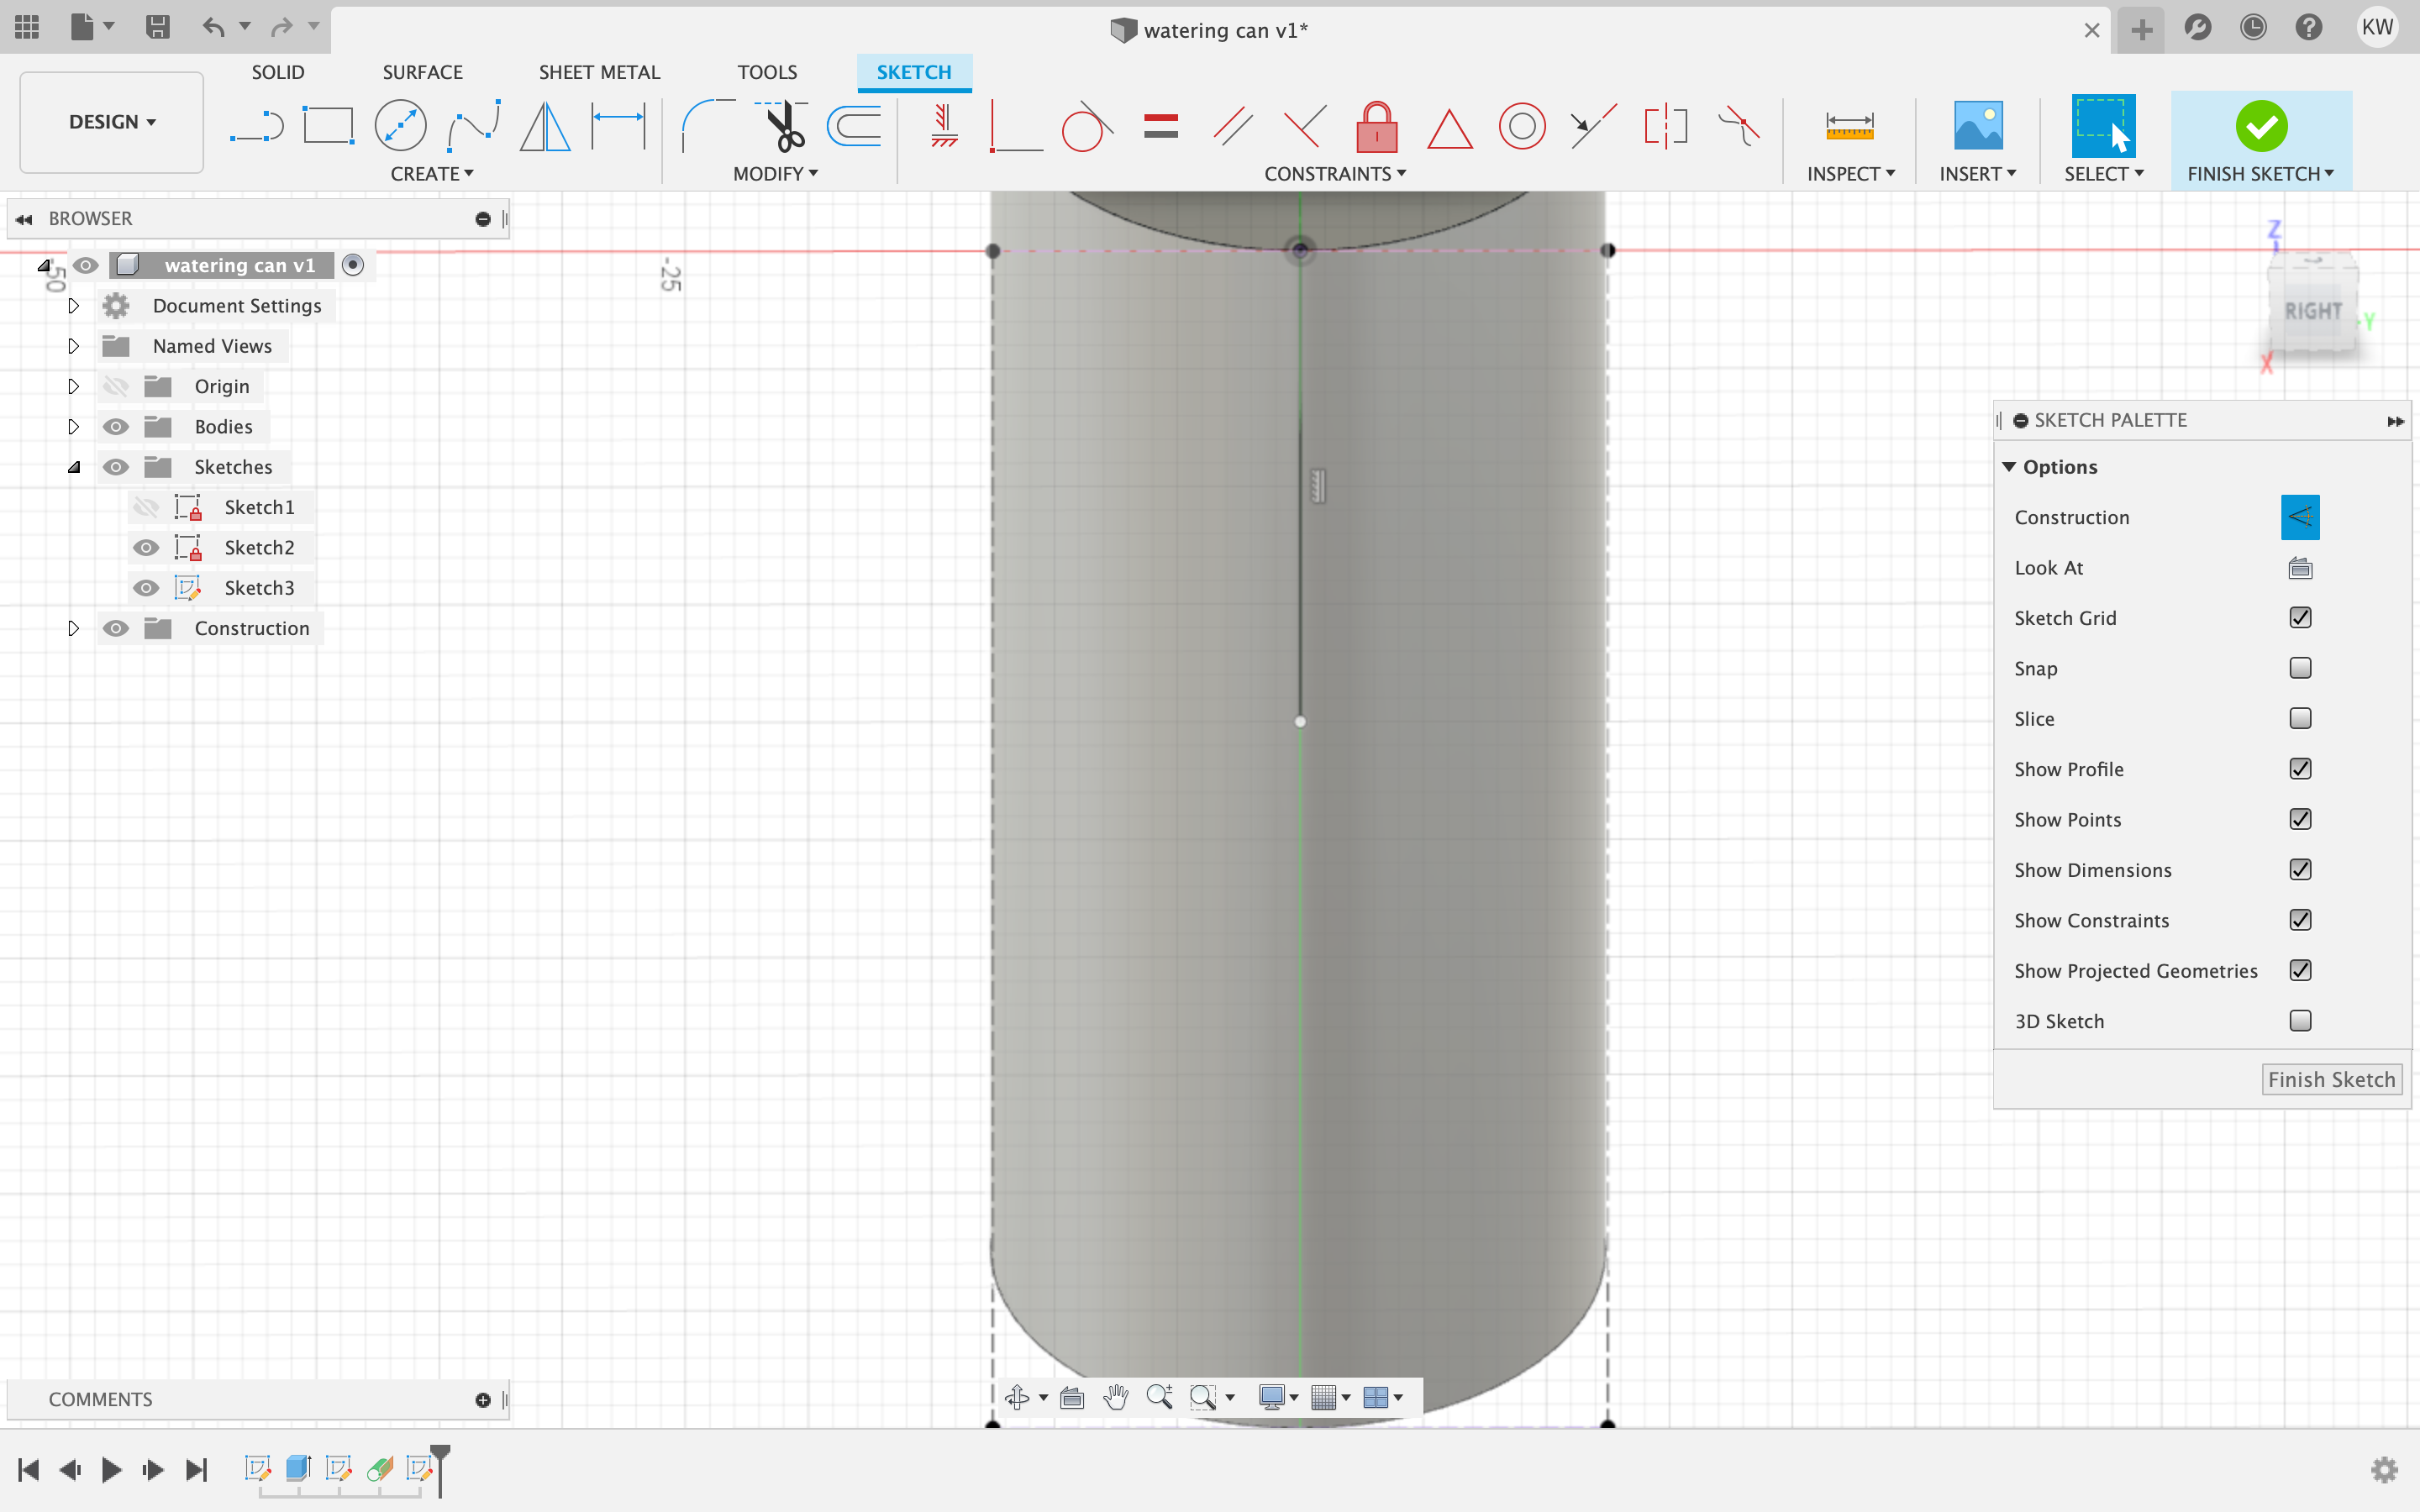 watering can v1*
KW
SOLID
SURFACE
SHEET METAL
TOOLS
SKETCH
DESIGN
CREATE
MODIFY
CONSTRAINTS
INSPECT
INSERT
SELECT
FINISH SKETCH
BROWSER
watering can v1
Document Settings
Named Views
Origin
Bodies
Sketches
Sketch1
Sketch2
Sketch3
Construction
-50
-25
Z
RIGHT
Y
X
SKETCH PALETTE
Options
Construction
Look At
Sketch Grid
Snap
Slice
Show Profile
Show Points
Show Dimensions
Show Constraints
Show Projected Geometries
3D Sketch
Finish Sketch
COMMENTS